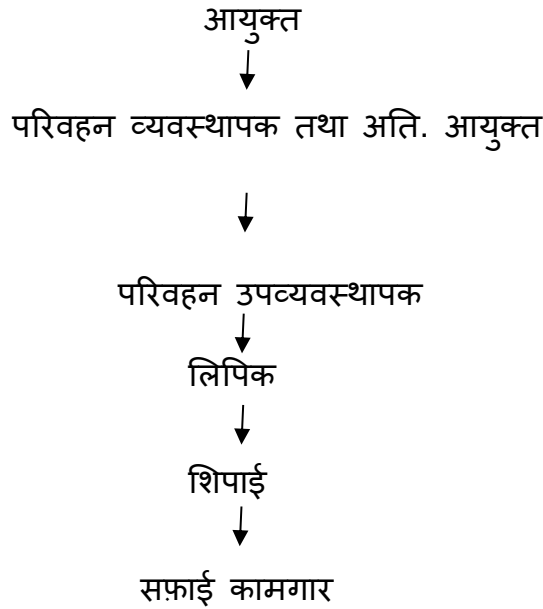 आयुक्त
परिवहन व्यवस्थापक तथा अति. आयुक्त
परिवहन उपव्यवस्थापक
लिपिक
शिपाई
सफ़ाई कामगार